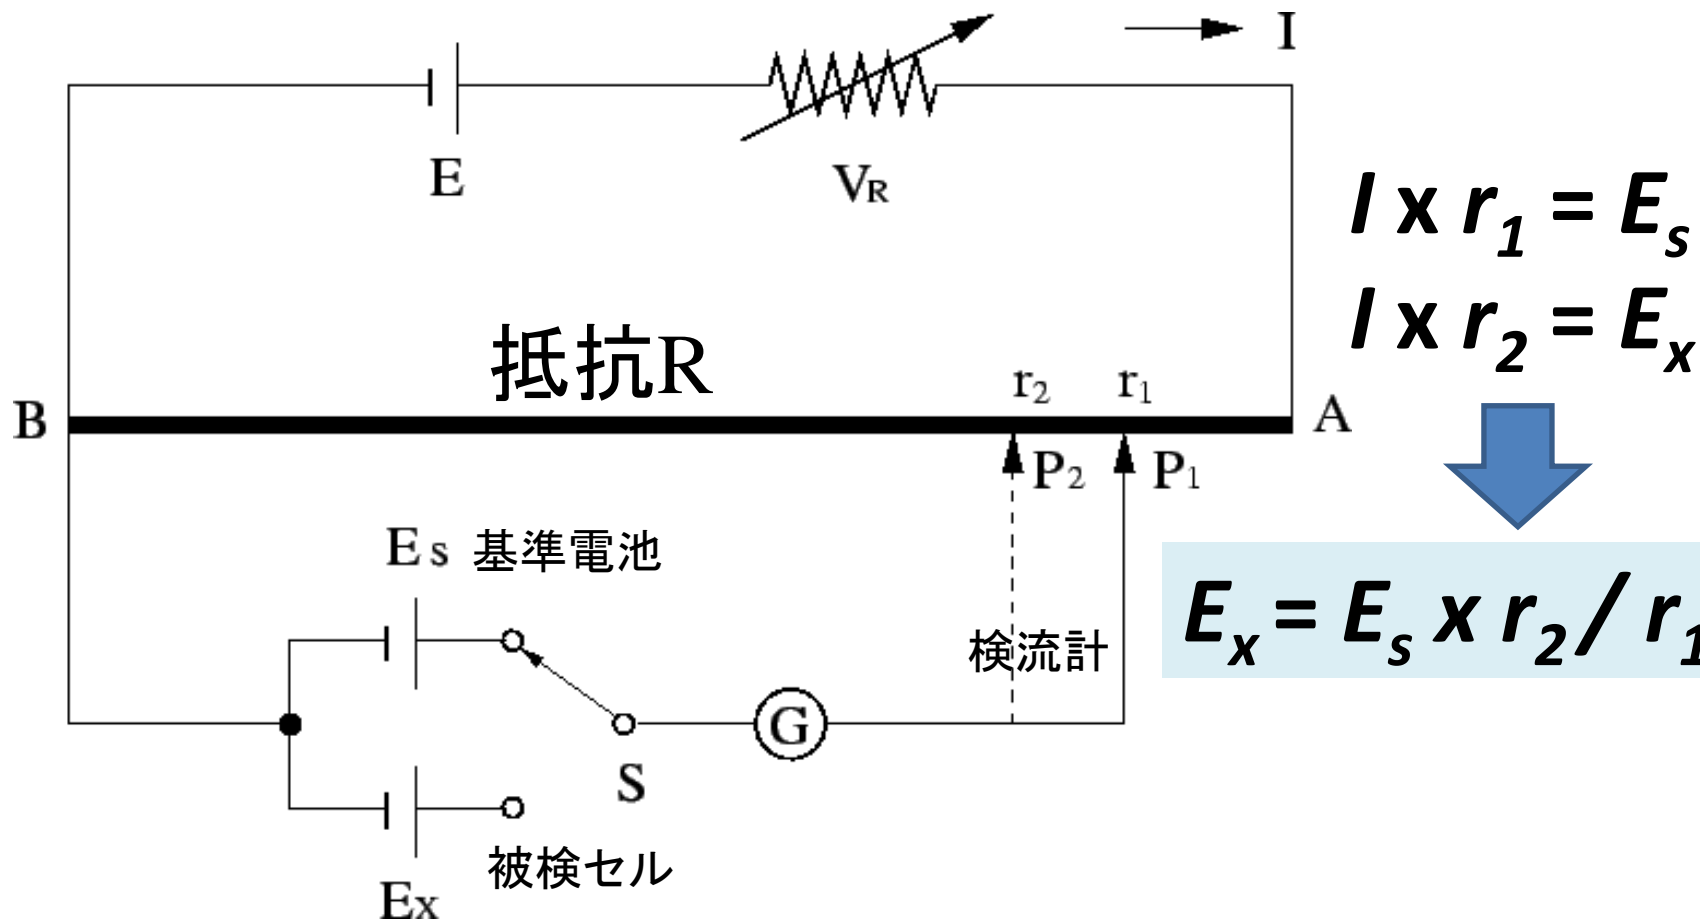 I
E
VR
I x r1 = Es
I x r2 = Ex
抵抗R
r2 r1
B
A
P2 P1
Es 基準電池
Ex = Es x r2 / r1
検流計
G
S
被検セル
Ex